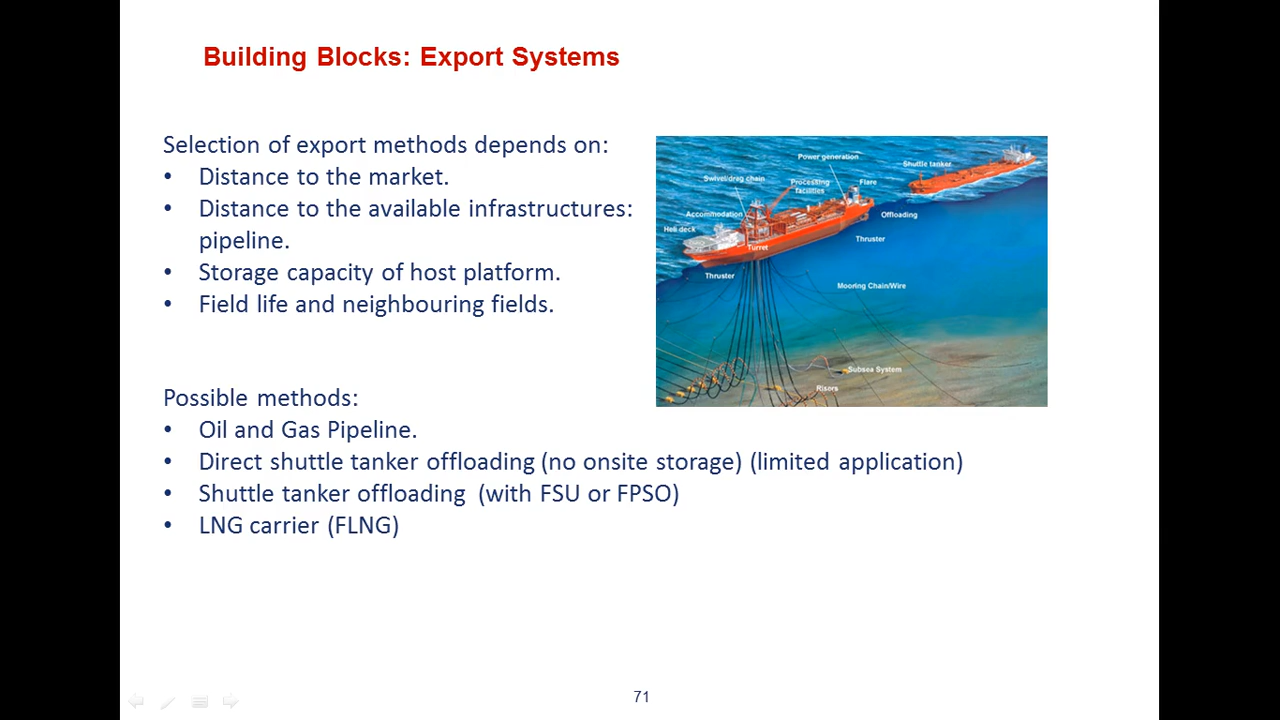 Building Blocks: Export Systems
Selection of export methods depends on:
• Distance to the market.
• Distance to the available infrastructures:
pipeline.
• Storage capacity of host platform.
• Field life and neighbouring fields.
Power generation
Shuttle tanker
Swivel/drag chain
Processing
facilities
Flare
Accommodation
Offloading
Heli deck
Turret
Thruster
Thruster
Mooring Chain/Wire
Subsea System
Risors
Possible methods:
• Oil and Gas Pipeline.
• Direct shuttle tanker offloading (no onsite storage) (limited application)
• Shuttle tanker offloading (with FSU or FPSO)
• LNG carrier (FLNG)
71